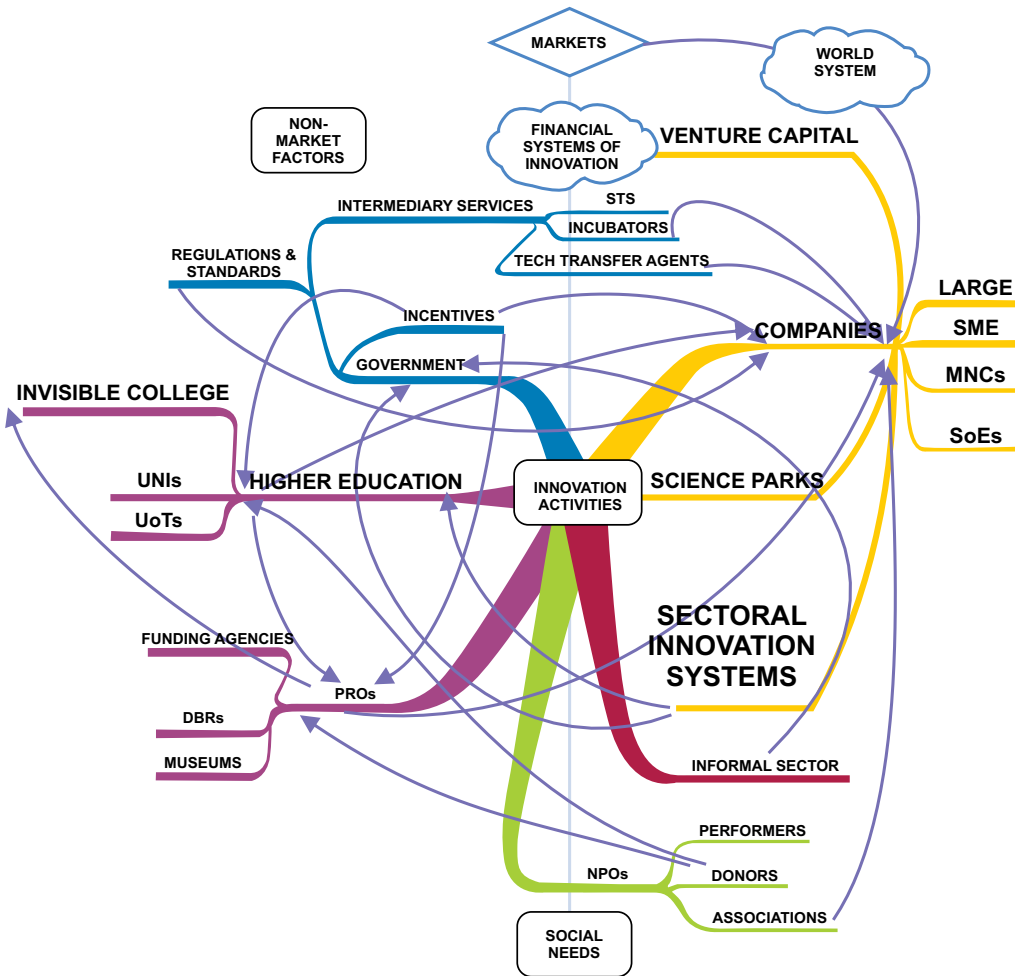 MARKETS
WORLD
SYSTEM
NON-
MARKET
FACTORS
FINANCIAL
SYSTEMS OF
INNOVATION
VENTURE CAPITAL
INTERMEDIARY SERVICES
STS
INCUBATORS
REGULATIONS &
STANDARDS
TECH TRANSFER AGENTS
LARGE
INCENTIVES
COMPANIES
SME
GOVERNMENT
MNCs
INVISIBLE COLLEGE
SoEs
UNIs
HIGHER EDUCATION
INNOVATION
ACTIVITIES
SCIENCE PARKS
UoTs
SECTORAL
INNOVATION
SYSTEMS
FUNDING AGENCIES
PROs
DBRs
MUSEUMS
INFORMAL SECTOR
PERFORMERS
NPOs
DONORS
ASSOCIATIONS
SOCIAL
NEEDS